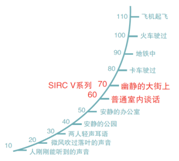 110 飞机起飞
100 火车驶过
90 地铁中
80 卡车驶过
SIRC V系列 70 幽静的大街上
60 普通室内谈话
50 安静的办公室
40 安静的公园
30 两人轻声耳语
20 微风吹过落叶的声音
10 人刚刚能听到的声音